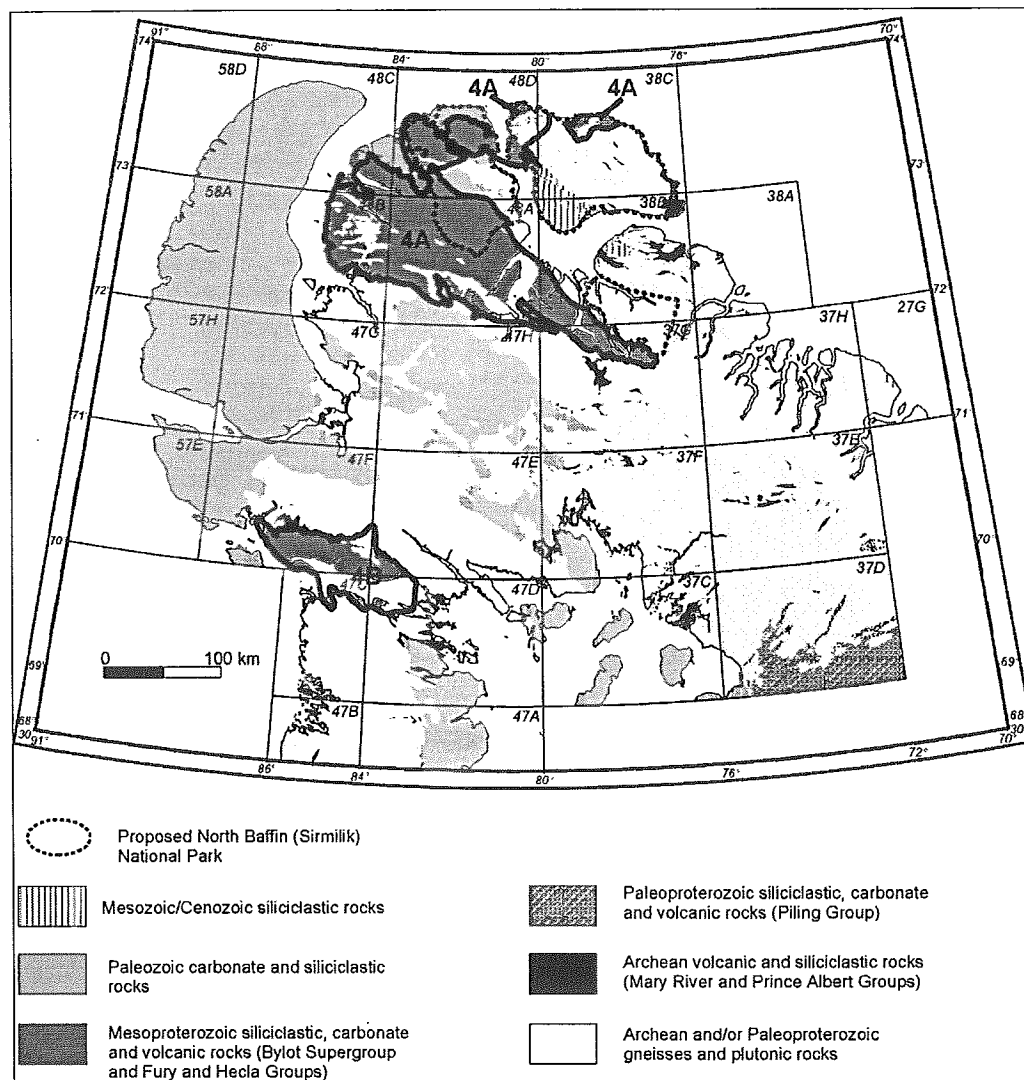 91°
74°
88°
84°
80°
76°
70°
74°
58D
48C
48D
38C
4A
4A
73
58A
38B
38A
73°
4A
72°
57H
47G
47H
37G
37H
27G
72°
71°
57E
47F
47E
37F
37E
71°
70°
4B
47D
37C
37D
70°
0 100 km
69°
69°
47B
47A
68°
30'
91°
86°
84°
80°
76°
72°
70°
68°
30'
Proposed North Baffin (Sirmilik)
National Park
Mesozoic/Cenozoic siliciclastic rocks
Paleozoic carbonate and siliciclastic
rocks
Mesoproterozoic siliciclastic, carbonate
and volcanic rocks (Bylot Supergroup
and Fury and Hecla Groups)
Paleoproterozoic siliciclastic, carbonate
and volcanic rocks (Piling Group)
Archean volcanic and siliciclastic rocks
(Mary River and Prince Albert Groups)
Archean and/or Paleoproterozoic
gneisses and plutonic rocks